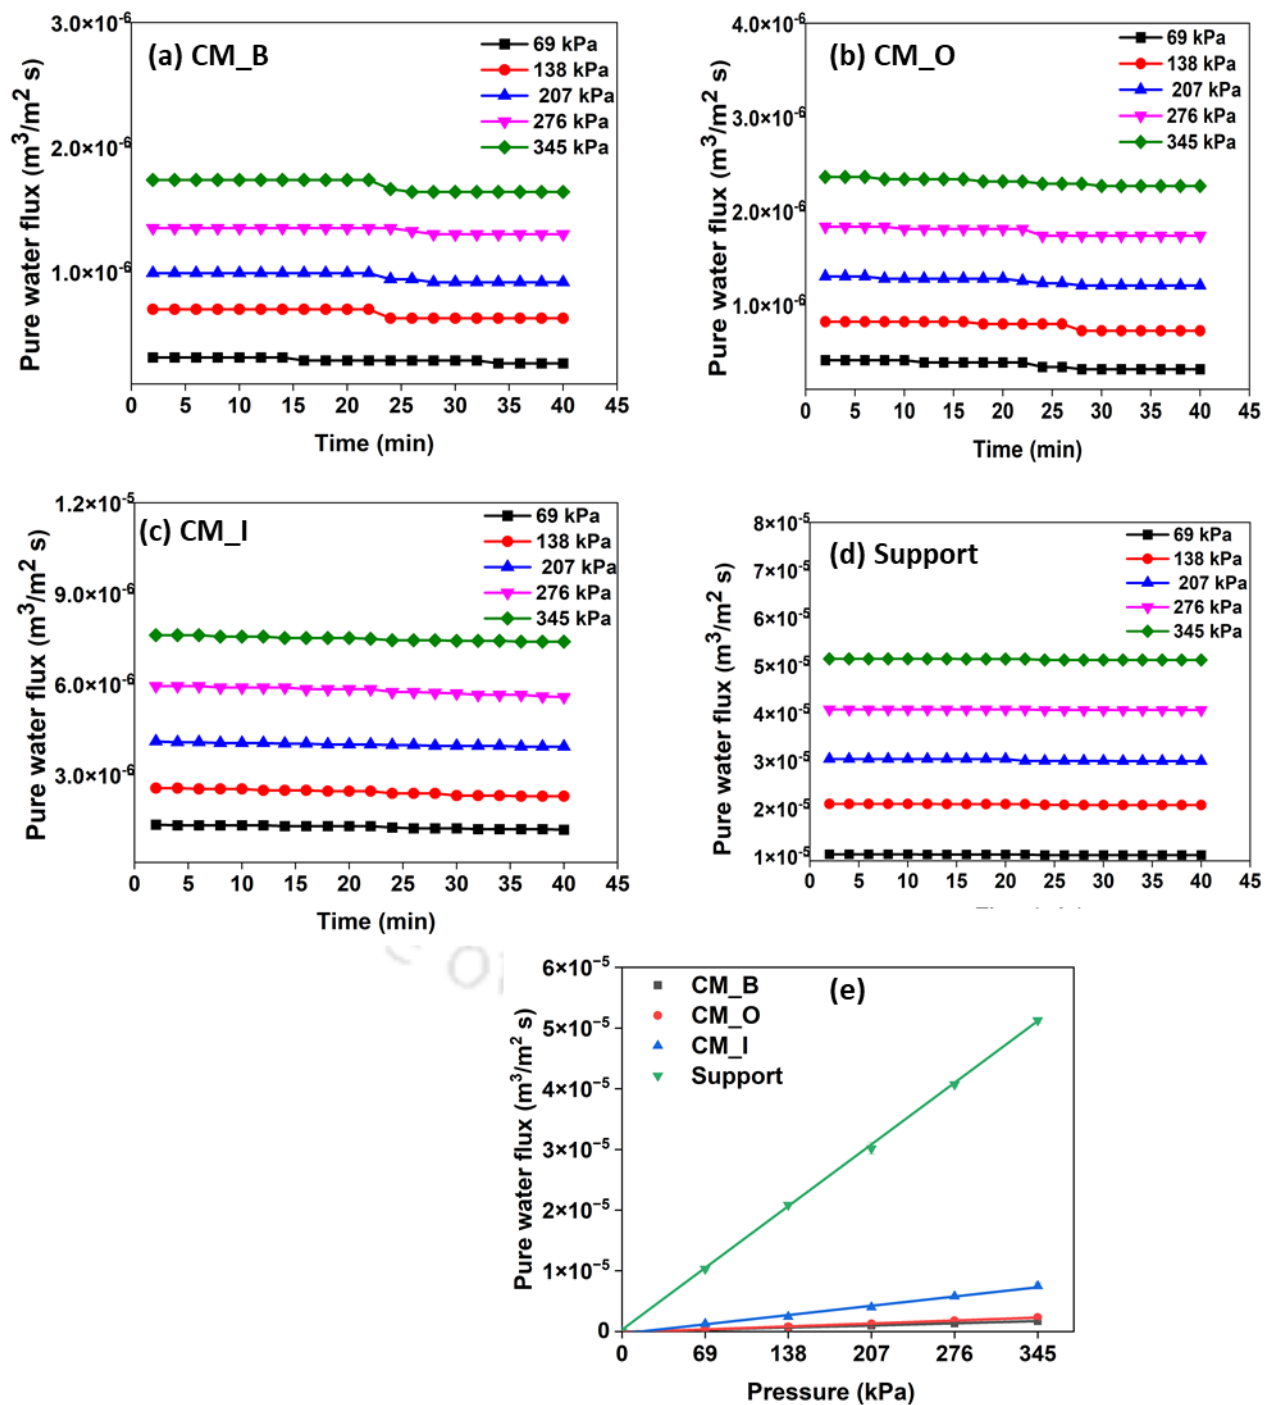 (a) CM_B
Pure water flux (m³/m² s)
3.0×10⁻⁶
2.0×10⁻⁶
1.0×10⁻⁶
69 kPa
138 kPa
207 kPa
276 kPa
345 kPa
0 5 10 15 20 25 30 35 40 45
Time (min)
(b) CM_O
Pure water flux (m³/m² s)
4.0×10⁻⁶
3.0×10⁻⁶
2.0×10⁻⁶
1.0×10⁻⁶
69 kPa
138 kPa
207 kPa
276 kPa
345 kPa
0 5 10 15 20 25 30 35 40 45
Time (min)
(c) CM_I
Pure water flux (m³/m² s)
1.2×10⁻⁵
9.0×10⁻⁶
6.0×10⁻⁶
3.0×10⁻⁶
69 kPa
138 kPa
207 kPa
276 kPa
345 kPa
0 5 10 15 20 25 30 35 40 45
Time (min)
(d) Support
Pure water flux (m³/m² s)
8×10⁻⁵
7×10⁻⁵
6×10⁻⁵
5×10⁻⁵
4×10⁻⁵
3×10⁻⁵
2×10⁻⁵
1×10⁻⁵
69 kPa
138 kPa
207 kPa
276 kPa
345 kPa
0 5 10 15 20 25 30 35 40 45
(e)
Pure water flux (m³/m² s)
6×10⁻⁵
5×10⁻⁵
4×10⁻⁵
3×10⁻⁵
2×10⁻⁵
1×10⁻⁵
0
CM_B
CM_O
CM_I
Support
0 69 138 207 276 345
Pressure (kPa)